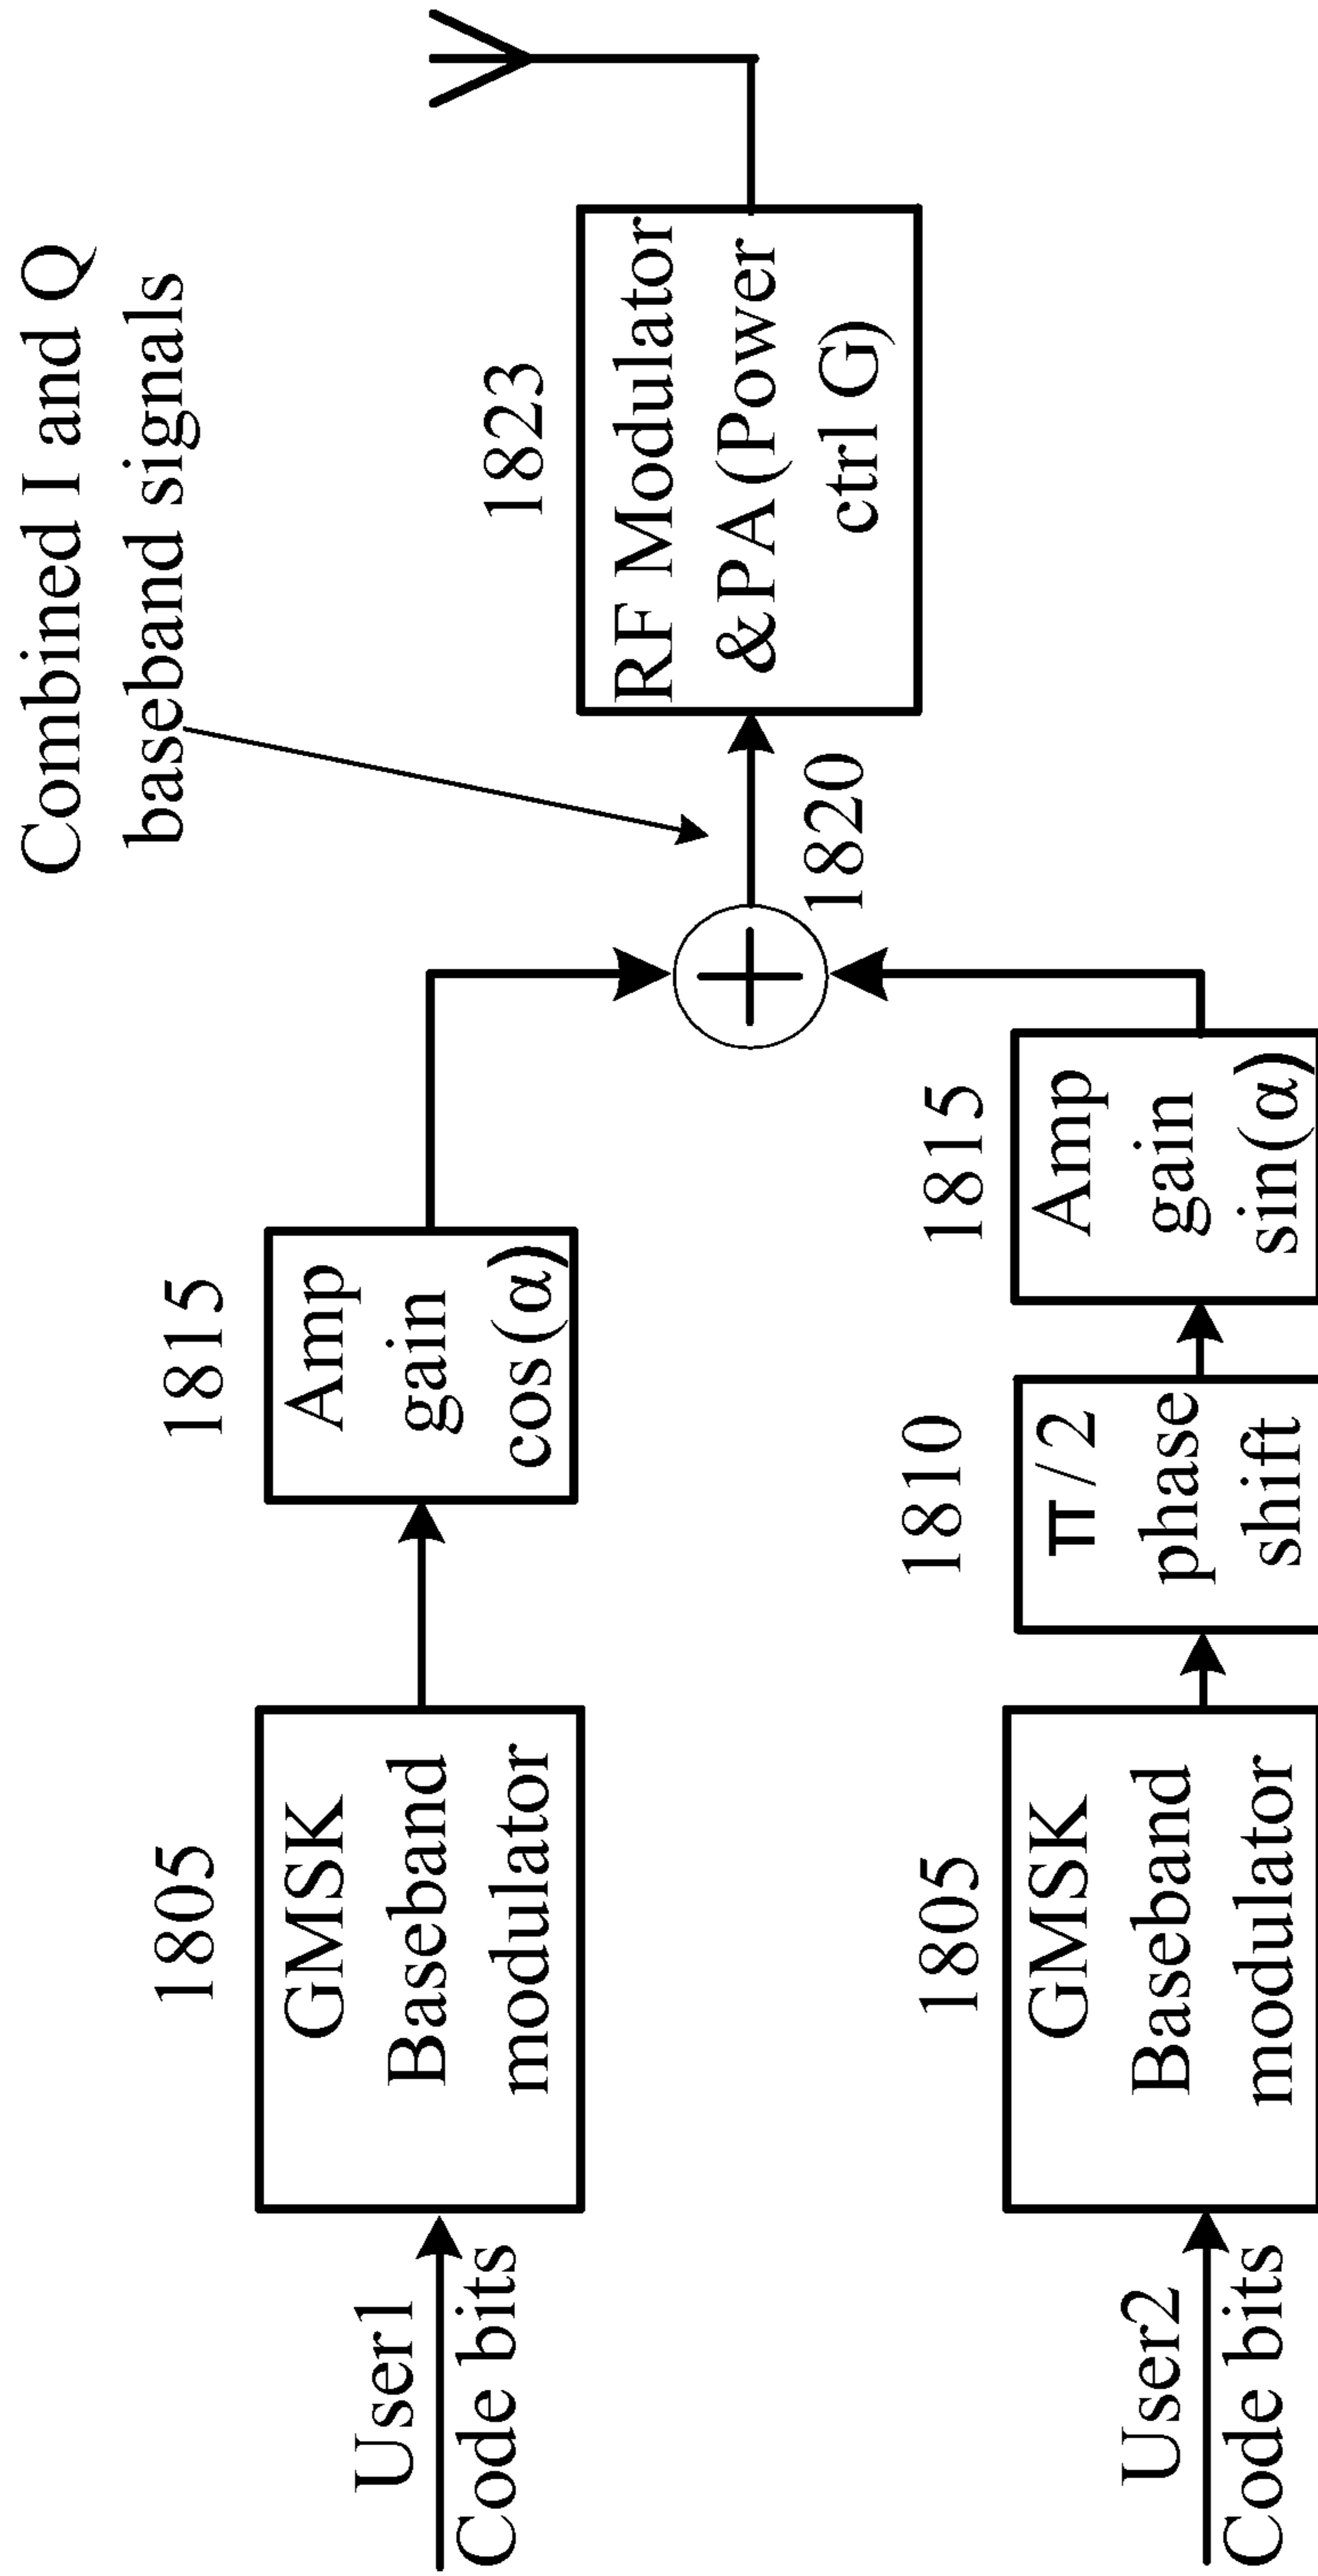 Combined I and Q
baseband signals
1805
GMSK
Baseband
modulator
User1
Code bits
1815
Amp
gain
cos(α)
1823
RF Modulator
&PA(Power
ctrl G)
1820
1805
GMSK
Baseband
modulator
User2
Code bits
1810
π/2
phase
shift
1815
Amp
gain
sin(α)